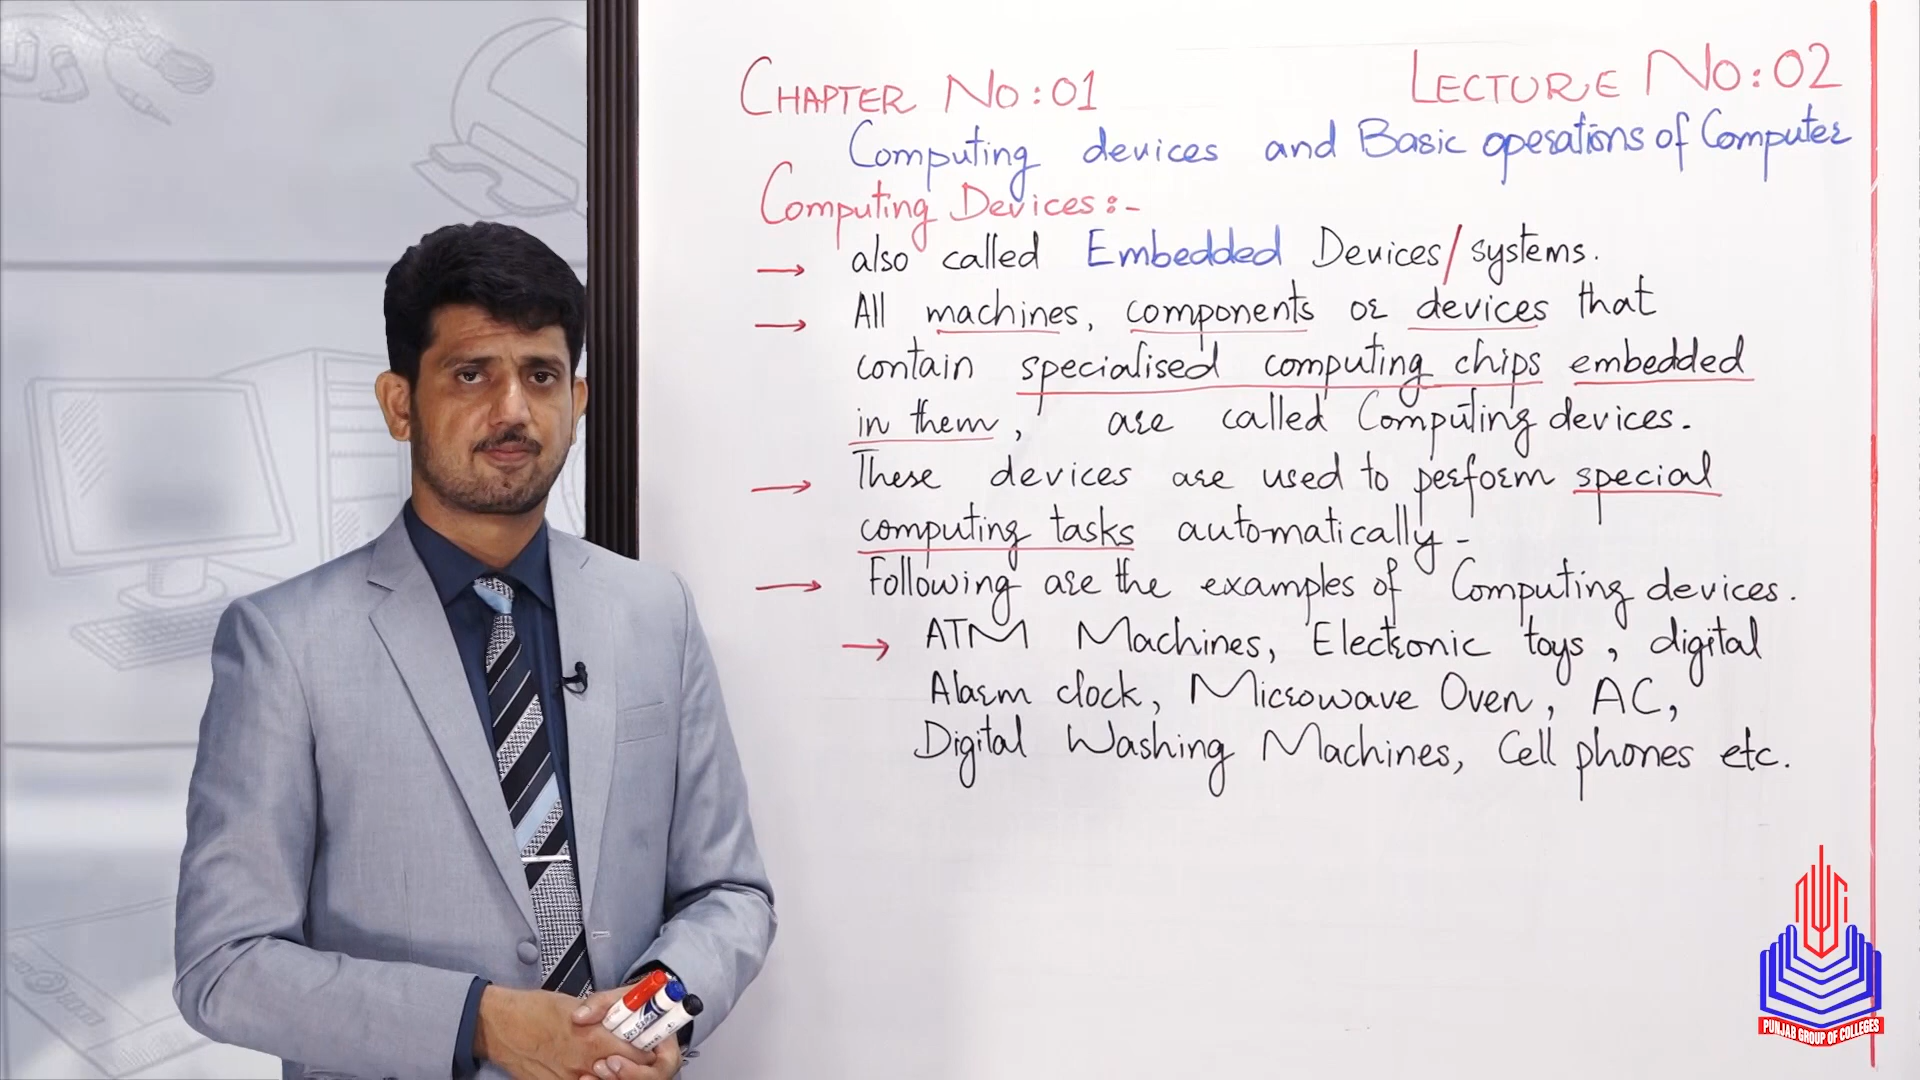 CHAPTER No:01
LECTURE No:02
Computing devices and Basic operations of Computer
Computing Devices:-
→ also called Embedded Devices/systems.
→ All machines, components or devices that
contain specialised computing chips embedded
in them, are called Computing devices.
→ These devices are used to perform special
computing tasks automatically-
→ Following are the examples of Computing devices.
→ ATM Machines, Electronic toys, digital
Alarm clock, Microwave Oven, AC,
Digital Washing Machines, Cell phones etc.
PUNJAB GROUP OF COLLEGES